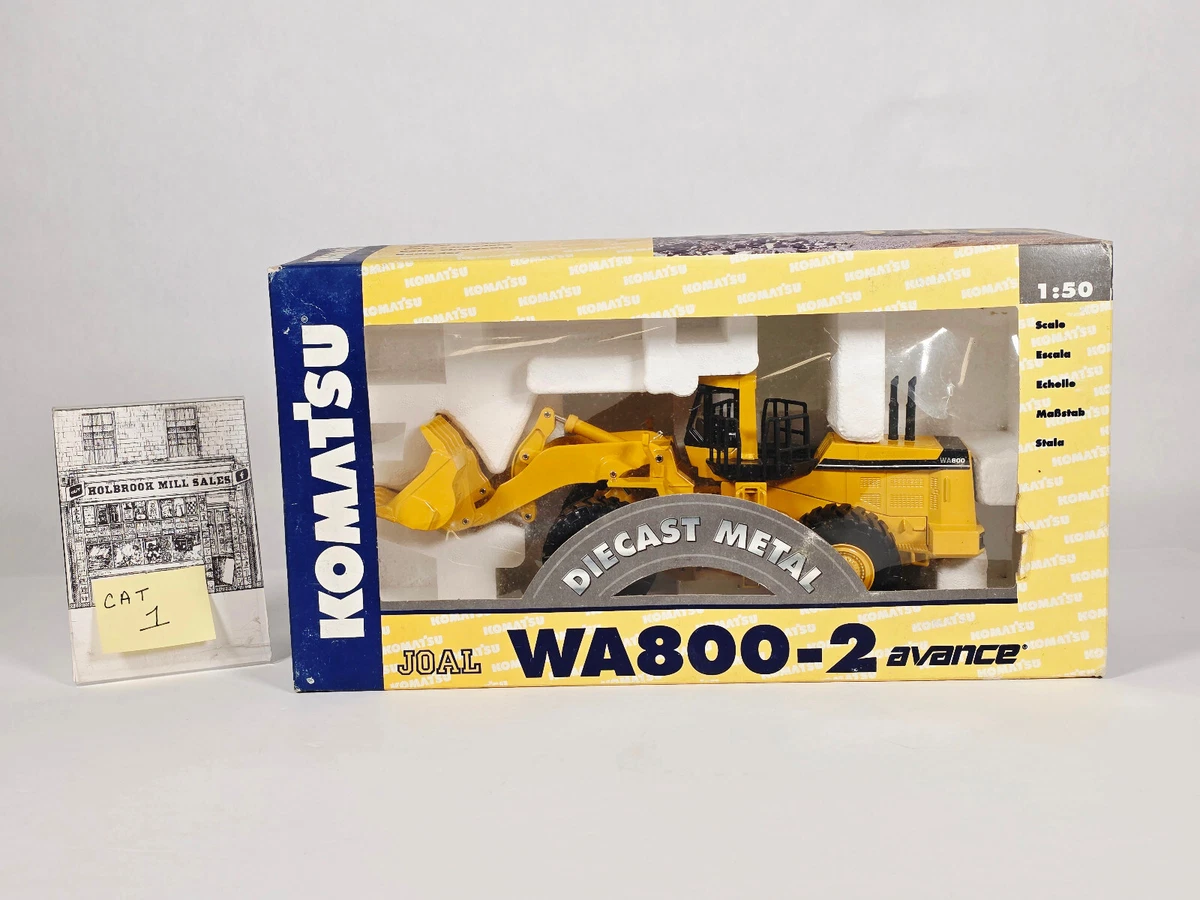 HOLBROOK MILL SALES
f
CAT
1
KOMATSU
KOMATSU
1:50
Scale
Escala
Echelle
Maßstab
Stala
WA800
DIECAST METAL
JOAL
WA800-2
avance